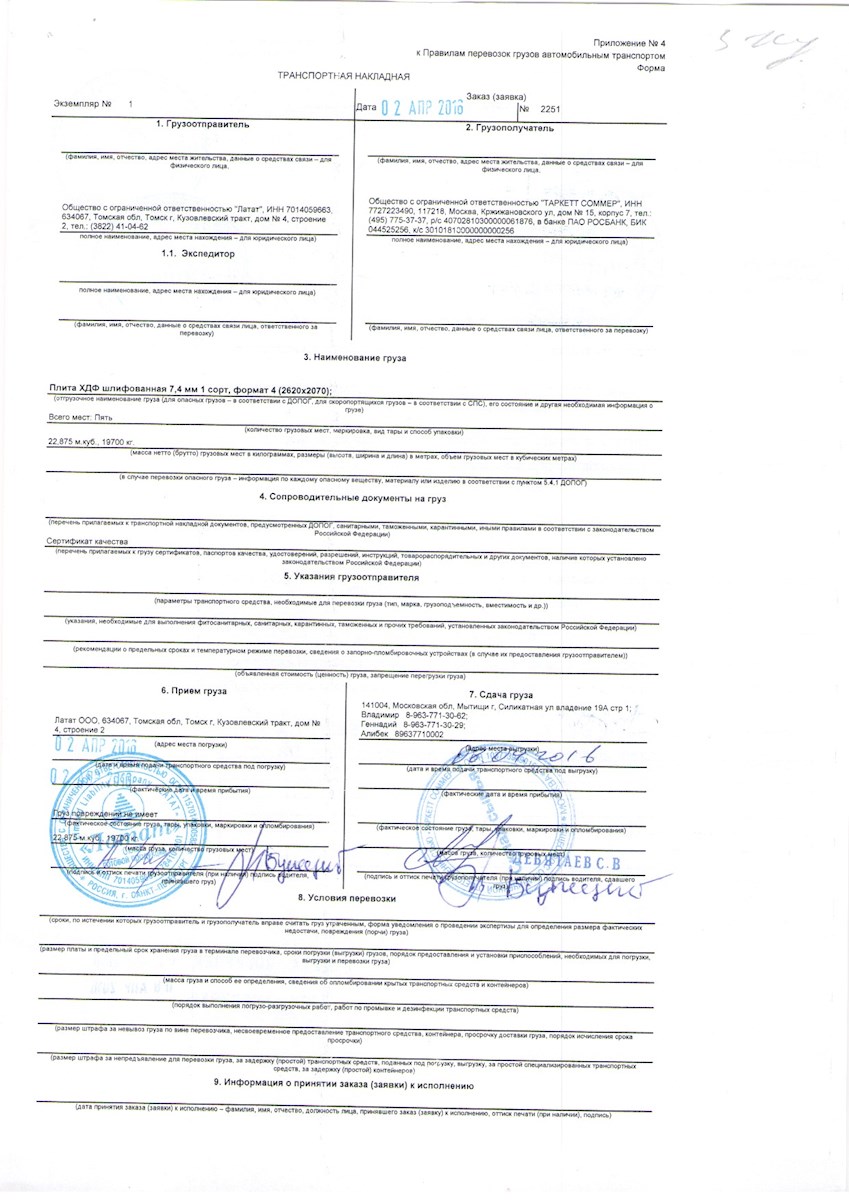 Приложение № 4
к Правилам перевозок грузов автомобильным транспортом
Форма
ТРАНСПОРТНАЯ НАКЛАДНАЯ
Экземпляр № 1
Дата 02 АПР 2016
Заказ (заявка)
№ 2251
1. Грузоотправитель
(фамилия, имя, отчество, адрес места жительства, данные о средствах связи – для
физического лица,
Общество с ограниченной ответственностью "Латат", ИНН 7014059663,
634067, Томская обл, Томск г, Кузовлевский тракт, дом № 4, строение
2, тел.: (3822) 41-04-62
полное наименование, адрес места нахождения – для юридического лица)
1.1. Экспедитор
полное наименование, адрес места нахождения – для юридического лица)
(фамилия, имя, отчество, данные о средствах связи лица, ответственного за
перевозку)
2. Грузополучатель
(фамилия, имя, отчество, адрес места жительства, данные о средствах связи – для
физического лица,
Общество с ограниченной ответственностью "ТАРКЕТТ СОММЕР", ИНН
7727223490, 117218, Москва, Кржижановского ул, дом № 15, корпус 7, тел.:
(495) 775-37-37, р/с 40702810300000061876, в банке ПАО РОСБАНК, БИК
044525256, к/с 30101810000000000256
полное наименование, адрес места нахождения – для юридического лица)
(фамилия, имя, отчество, данные о средствах связи лица, ответственного за перевозку)
3. Наименование груза
Плита ХДФ шлифованная 7,4 мм 1 сорт, формат 4 (2620х2070);
(отгрузочное наименование груза (для опасных грузов – в соответствии с ДОПОГ, для скоропортящихся грузов – в соответствии с СПС), его состояние и другая необходимая информация о
грузе)
Всего мест: Пять
(количество грузовых мест, маркировка, вид тары и способ упаковки)
22,875 м.куб., 19700 кг.
(масса нетто (брутто) грузовых мест в килограммах, размеры (высота, ширина и длина) в метрах, объем грузовых мест в кубических метрах)
(в случае перевозки опасного груза – информация по каждому опасному веществу, материалу или изделию в соответствии с пунктом 5.4.1 ДОПОГ)
4. Сопроводительные документы на груз
(перечень прилагаемых к транспортной накладной документов, предусмотренных ДОПОГ, санитарными, таможенными, карантинными, иными правилами в соответствии с законодательством
Российской Федерации)
Сертификат качества
(перечень прилагаемых к грузу сертификатов, паспортов качества, удостоверений, разрешений, инструкций, товарораспорядительных и других документов, наличие которых установлено
законодательством Российской Федерации)
5. Указания грузоотправителя
(параметры транспортного средства, необходимые для перевозки груза (тип, марка, грузоподъемность, вместимость и др.))
(указания, необходимые для выполнения фитосанитарных, санитарных, карантинных, таможенных и прочих требований, установленных законодательством Российской Федерации)
(рекомендации о предельных сроках и температурном режиме перевозки, сведения о запорно-пломбировочных устройствах (в случае их предоставления грузоотправителем))
(объявленная стоимость (ценность) груза, запрещение перегрузки груза)
6. Прием груза
Латат ООО, 634067, Томская обл, Томск г, Кузовлевский тракт, дом №
4, строение 2
02 АПР 2016
(адрес места погрузки)
(дата и время подачи транспортного средства под погрузку)
02
(фактические дата и время прибытия)
Груз повреждений не имеет
(фактическое состояние груза, тары, упаковки, маркировки и опломбирования)
22,875 м.куб., 19700 кг.
(масса груза, количество грузовых мест)
(подпись и оттиск печати грузоотправителя (при наличии) подпись водителя,
принявшего груз)
7. Сдача груза
141004, Московская обл, Мытищи г, Силикатная ул владение 19А стр 1;
Владимир 8-963-771-30-62;
Геннадий 8-963-771-30-29;
Алибек 89637710002
(адрес места выгрузки)
(дата и время подачи транспортного средства под выгрузку)
(фактические дата и время прибытия)
(фактическое состояние груза, тары, упаковки, маркировки и опломбирования)
(масса груза, количество грузовых мест)
(подпись и оттиск печати грузополучателя (при наличии) подпись водителя, сдавшего
груз)
8. Условия перевозки
(сроки, по истечении которых грузоотправитель и грузополучатель вправе считать груз утраченным, форма уведомления о проведении экспертизы для определения размера фактических
недостачи, повреждения (порчи) груза)
(размер платы и предельный срок хранения груза в терминале перевозчика, сроки погрузки (выгрузки) грузов, порядок предоставления и установки приспособлений, необходимых для погрузки,
выгрузки и перевозки груза)
(масса груза и способ ее определения, сведения об опломбировании крытых транспортных средств и контейнеров)
(порядок выполнения погрузо-разгрузочных работ, работ по промывке и дезинфекции транспортных средств)
(размер штрафа за невывоз груза по вине перевозчика, несвоевременное предоставление транспортного средства, контейнера, просрочку доставки груза, порядок исчисления срока
просрочки)
(размер штрафа за непредъявление для перевозки груза, за задержку (простой) транспортных средств, поданных под погрузку, выгрузку, за простой специализированных транспортных
средств, за задержку (простой) контейнеров)
9. Информация о принятии заказа (заявки) к исполнению
(дата принятия заказа (заявки) к исполнению – фамилия, имя, отчество, должность лица, принявшего заказ (заявку) к исполнению, оттиск печати (при наличии), подпись)